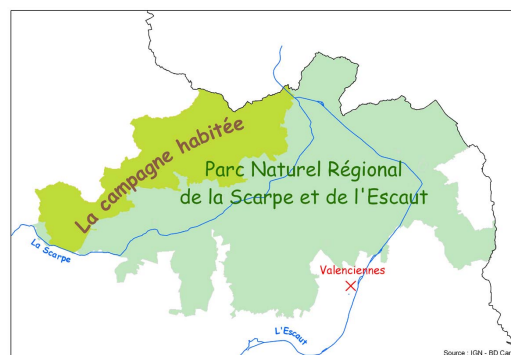 La campagne habitée
Parc Naturel Régional
de la Scarpe et de l'Escaut
La Scarpe
Valenciennes
L'Escaut
Source : IGN - BD Car